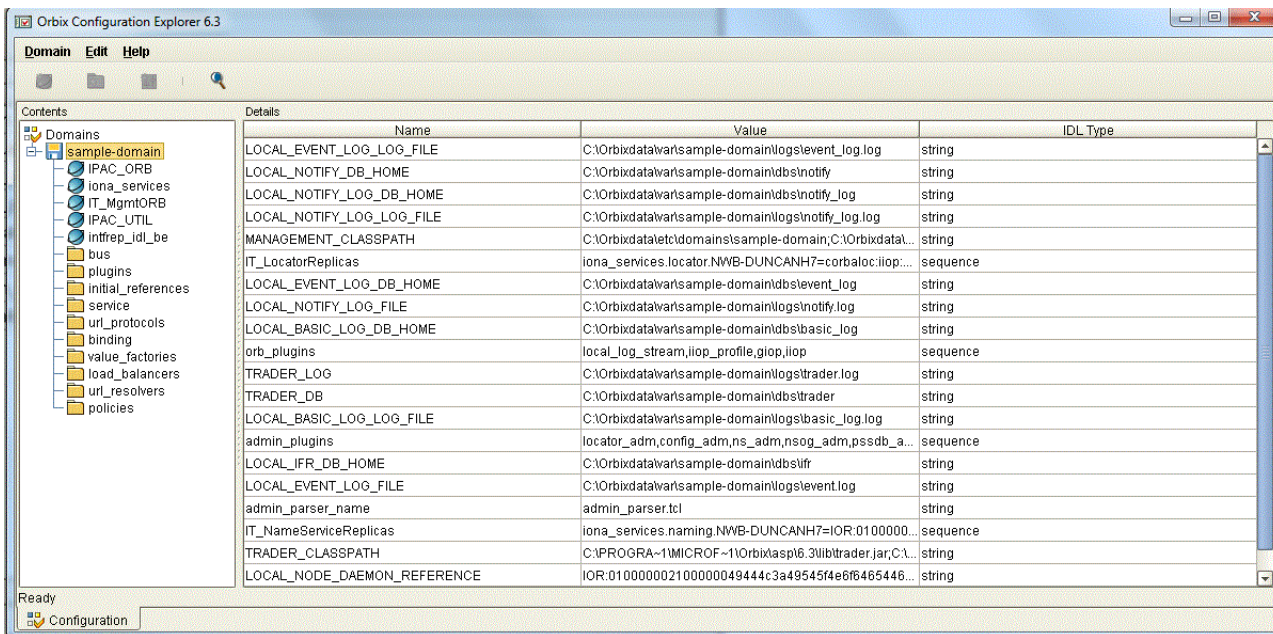 Orbix Configuration Explorer 6.3
Domain Edit Help
Contents
Details
Domains
sample-domain
IPAC_ORB
iona_services
IT_MgmtORB
IPAC_UTIL
intfrep_idl_be
bus
plugins
initial_references
service
url_protocols
binding
value_factories
load_balancers
url_resolvers
policies
Name Value IDL Type
LOCAL_EVENT_LOG_LOG_FILE C:\Orbixdata\var\sample-domain\logs\event_log.log string
LOCAL_NOTIFY_DB_HOME C:\Orbixdata\var\sample-domain\dbs\notify string
LOCAL_NOTIFY_LOG_DB_HOME C:\Orbixdata\var\sample-domain\dbs\notify_log string
LOCAL_NOTIFY_LOG_LOG_FILE C:\Orbixdata\var\sample-domain\logs\notify_log.log string
MANAGEMENT_CLASSPATH C:\Orbixdata\etc\domains\sample-domain;C:\Orbixdata\... string
IT_LocatorReplicas iona_services.locator.NWB-DUNCANH7=corbaloc:iiop:... sequence
LOCAL_EVENT_LOG_DB_HOME C:\Orbixdata\var\sample-domain\dbs\event_log string
LOCAL_NOTIFY_LOG_FILE C:\Orbixdata\var\sample-domain\logs\notify.log string
LOCAL_BASIC_LOG_DB_HOME C:\Orbixdata\var\sample-domain\dbs\basic_log string
orb_plugins local_log_stream,iiop_profile,giop,iiop sequence
TRADER_LOG C:\Orbixdata\var\sample-domain\logs\trader.log string
TRADER_DB C:\Orbixdata\var\sample-domain\dbs\trader string
LOCAL_BASIC_LOG_LOG_FILE C:\Orbixdata\var\sample-domain\logs\basic_log.log string
admin_plugins locator_adm,config_adm,ns_adm,nsog_adm,pssdb_a... sequence
LOCAL_IFR_DB_HOME C:\Orbixdata\var\sample-domain\dbs\ifr string
LOCAL_EVENT_LOG_FILE C:\Orbixdata\var\sample-domain\logs\event.log string
admin_parser_name admin_parser.tcl string
IT_NameServiceReplicas iona_services.naming.NWB-DUNCANH7=IOR:0100000... sequence
TRADER_CLASSPATH C:\PROGRA~1\MICROF~1\Orbix\asp\6.3\lib\trader.jar;C:\... string
LOCAL_NODE_DAEMON_REFERENCE IOR:010000002100000049444c3a49545f4e6f6465446... string
Ready
Configuration